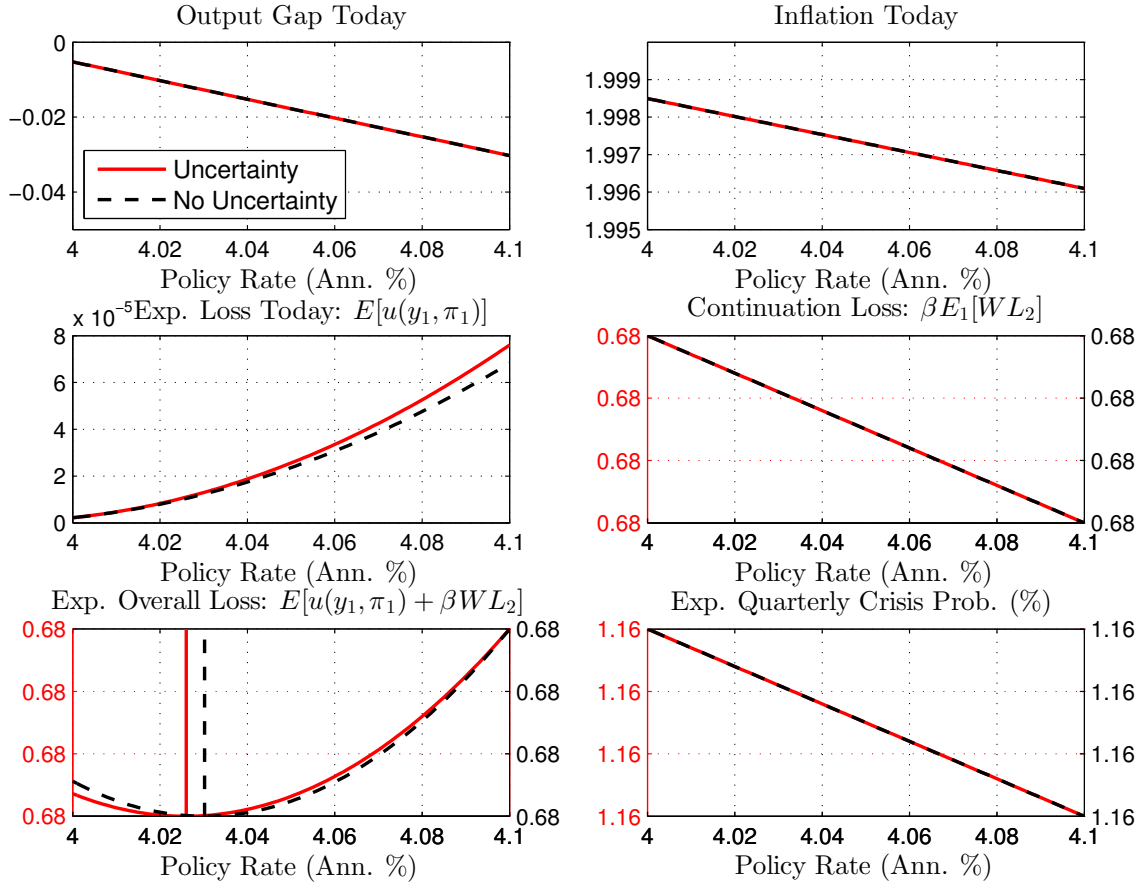 Output Gap Today
0
−0.02
−0.04
Uncertainty
No Uncertainty
4 4.02 4.04 4.06 4.08 4.1
Policy Rate (Ann. %)
Inflation Today
1.999
1.998
1.997
1.996
1.995
4 4.02 4.04 4.06 4.08 4.1
Policy Rate (Ann. %)
x 10⁻⁵ Exp. Loss Today: E[u(y₁, π₁)]
8
6
4
2
0
4 4.02 4.04 4.06 4.08 4.1
Policy Rate (Ann. %)
Continuation Loss: βE₁[WL₂]
0.68 0.68
0.68 0.68
0.68 0.68
0.68 0.68
4 4.02 4.04 4.06 4.08 4.1
Policy Rate (Ann. %)
Exp. Overall Loss: E[u(y₁, π₁) + βWL₂]
0.68 0.68
0.68 0.68
0.68 0.68
0.68 0.68
4 4.02 4.04 4.06 4.08 4.1
Policy Rate (Ann. %)
Exp. Quarterly Crisis Prob. (%)
1.16 1.16
1.16 1.16
1.16 1.16
1.16 1.16
4 4.02 4.04 4.06 4.08 4.1
Policy Rate (Ann. %)